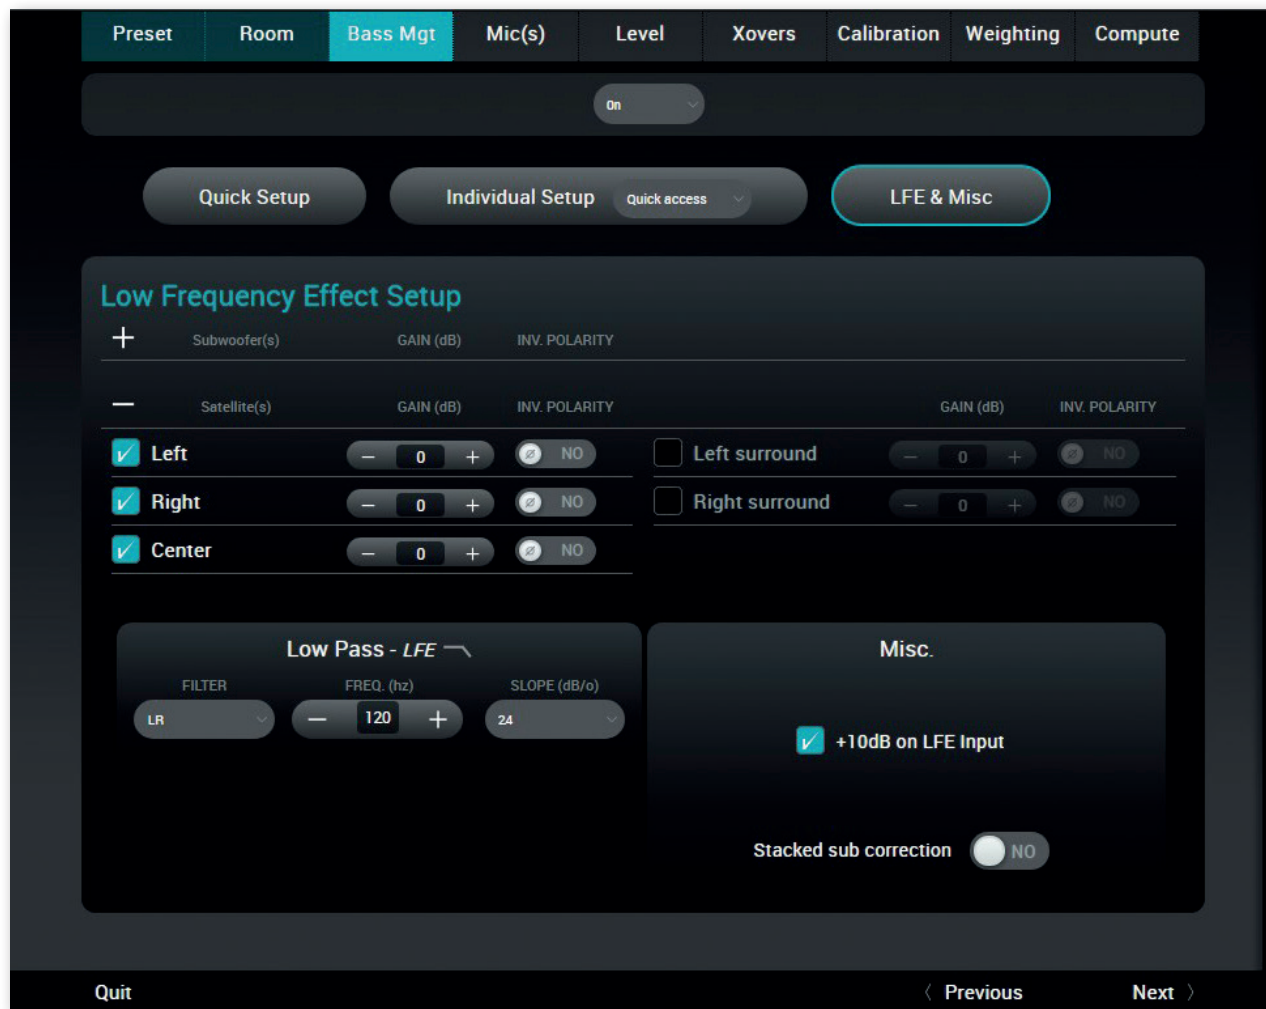 Preset Room Bass Mgt Mic(s) Level Xovers Calibration Weighting Compute
On
Quick Setup Individual Setup Quick access LFE & Misc
Low Frequency Effect Setup
+ Subwoofer(s) GAIN (dB) INV. POLARITY
− Satellite(s) GAIN (dB) INV. POLARITY GAIN (dB) INV. POLARITY
Left − 0 + Ø NO Left surround − 0 + Ø NO
Right − 0 + Ø NO Right surround − 0 + Ø NO
Center − 0 + Ø NO
Low Pass - LFE Misc.
FILTER FREQ. (hz) SLOPE (dB/o)
LR − 120 + 24
+10dB on LFE Input
Stacked sub correction NO
Quit 〈 Previous Next 〉